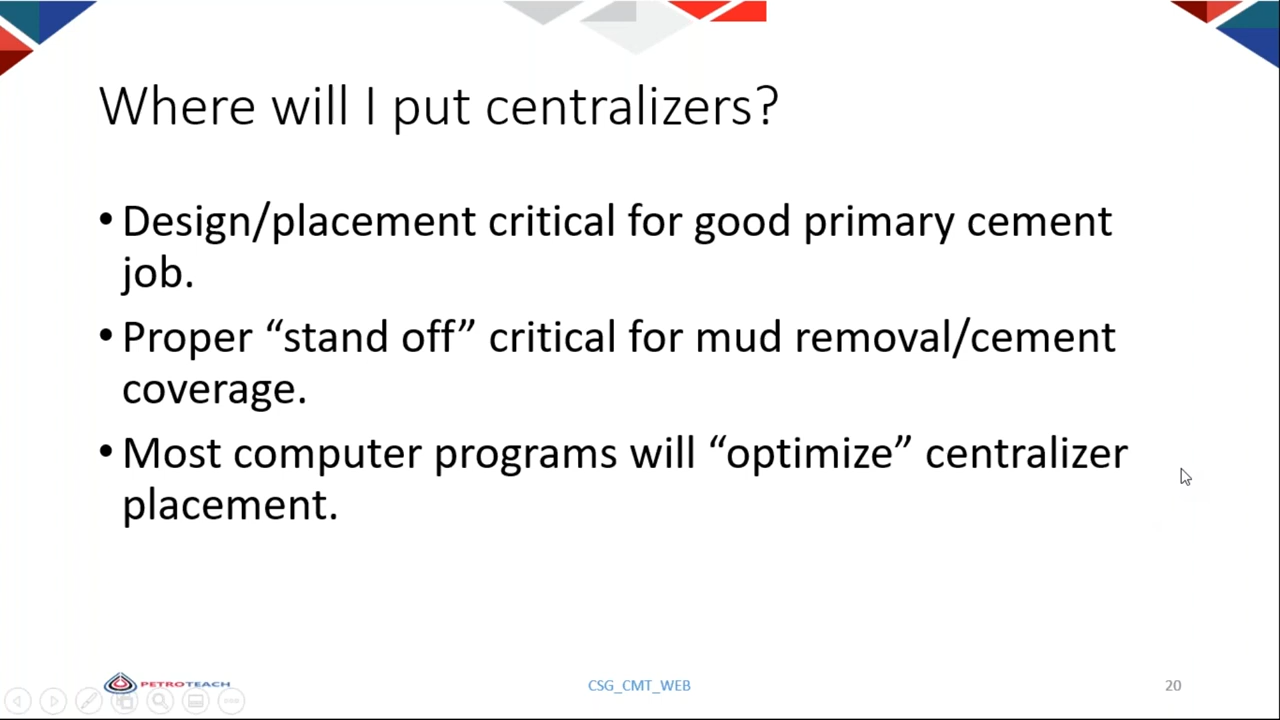 Where will I put centralizers?
• Design/placement critical for good primary cement
job.
• Proper “stand off” critical for mud removal/cement
coverage.
• Most computer programs will “optimize” centralizer
placement.
PETROTEACH
CSG_CMT_WEB
20